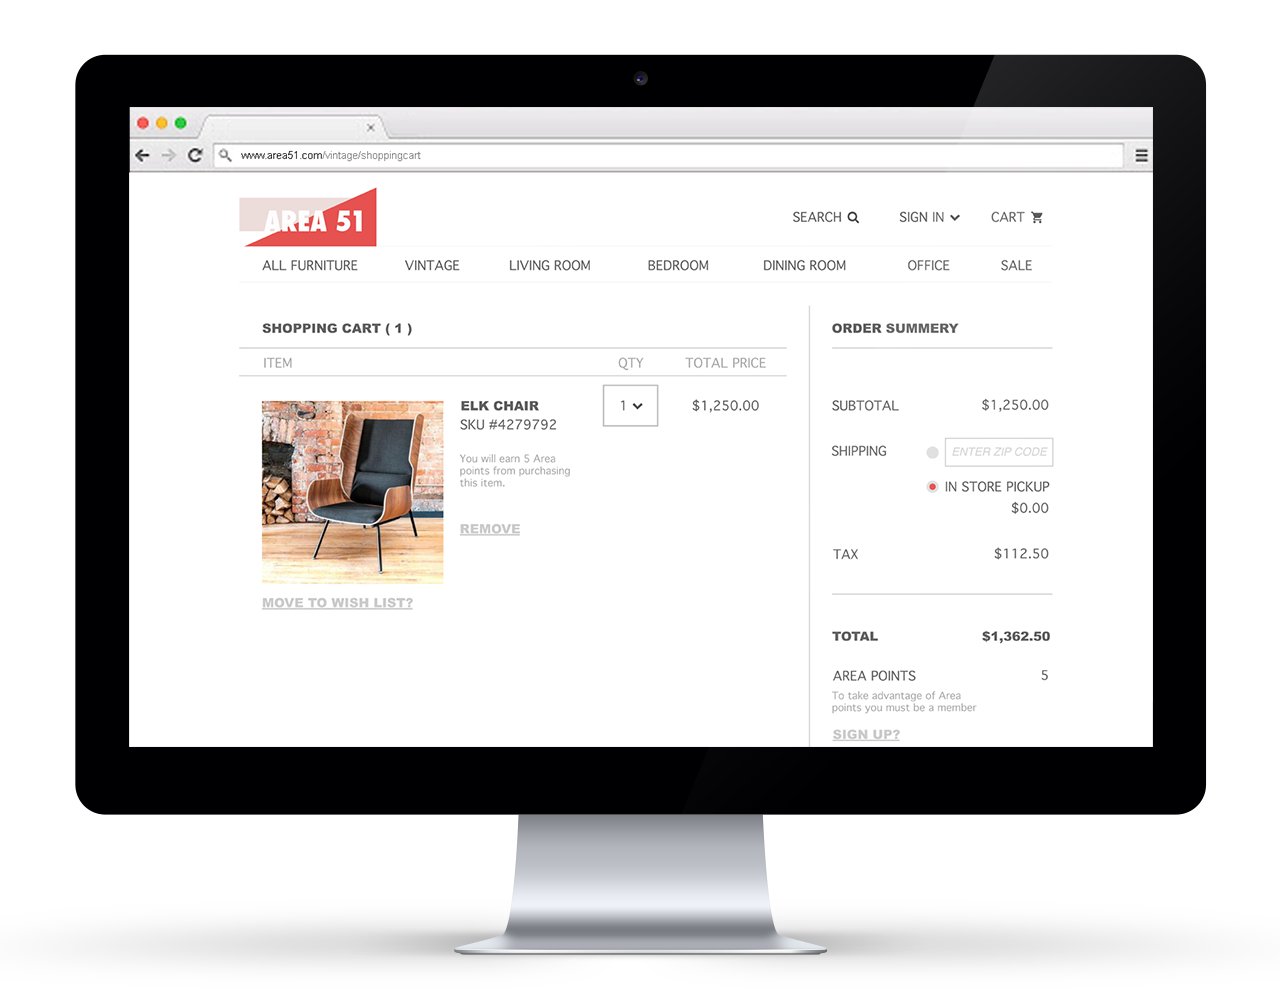 www.area51.com/vintage/shoppingcart
AREA 51
SEARCH
SIGN IN
CART
ALL FURNITURE
VINTAGE
LIVING ROOM
BEDROOM
DINING ROOM
OFFICE
SALE
SHOPPING CART ( 1 )
ITEM
QTY
TOTAL PRICE
ELK CHAIR
SKU #4279792
You will earn 5 Area
points from purchasing
this item.
REMOVE
1
$1,250.00
MOVE TO WISH LIST?
ORDER SUMMERY
SUBTOTAL
$1,250.00
SHIPPING
ENTER ZIP CODE
IN STORE PICKUP
$0.00
TAX
$112.50
TOTAL
$1,362.50
AREA POINTS
5
To take advantage of Area
points you must be a member
SIGN UP?